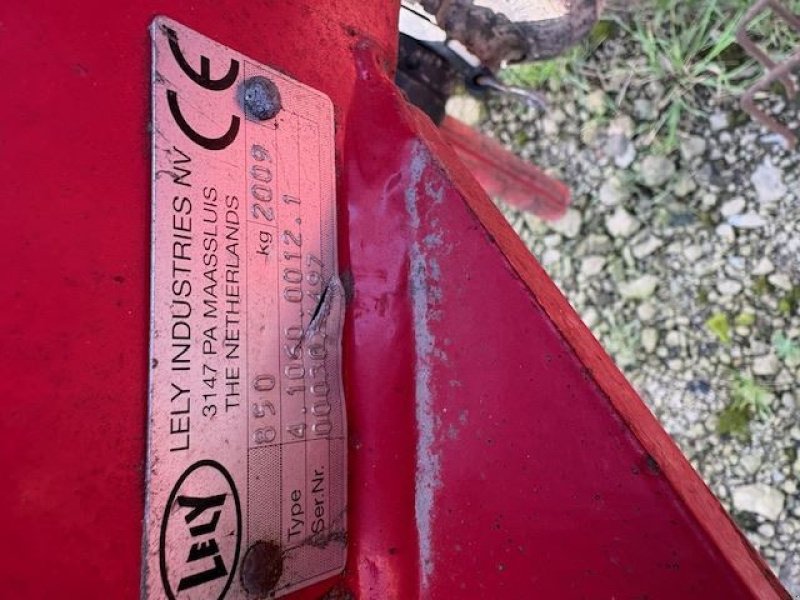 LELY
LELY INDUSTRIES NV
3147 PA MAASSLUIS
THE NETHERLANDS
CE
850 kg 2009
Type 4.1060.0012.1
Ser.Nr.